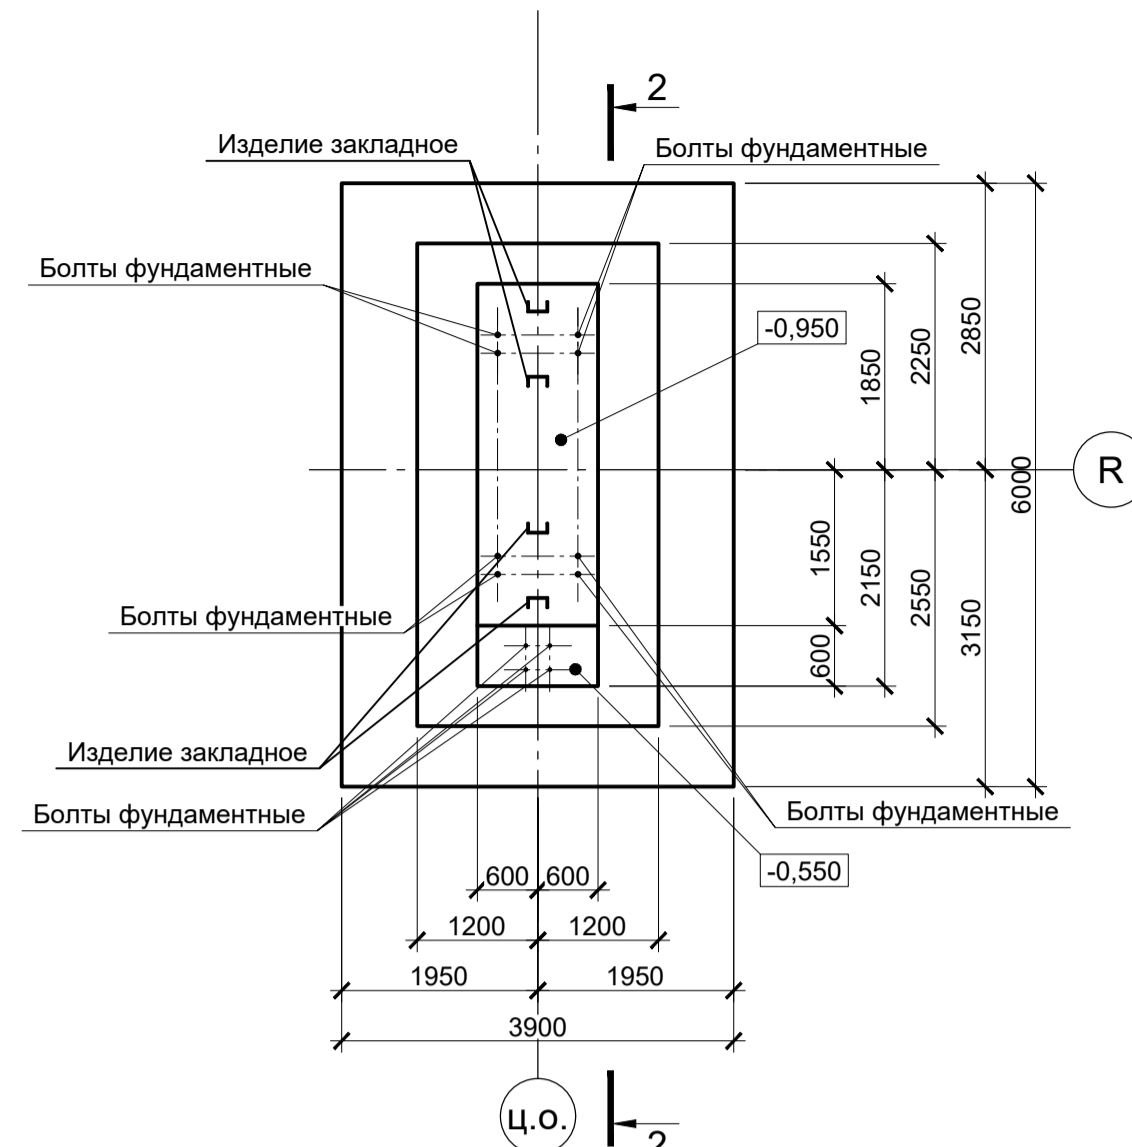 2
Изделие закладное
Болты фундаментные
Болты фундаментные
-0,950
1850
2250
2850
R
6000
1550
2150
2550
3150
600
Болты фундаментные
Изделие закладное
Болты фундаментные
Болты фундаментные
-0,550
600 600
1200 1200
1950 1950
3900
ц.о.
2